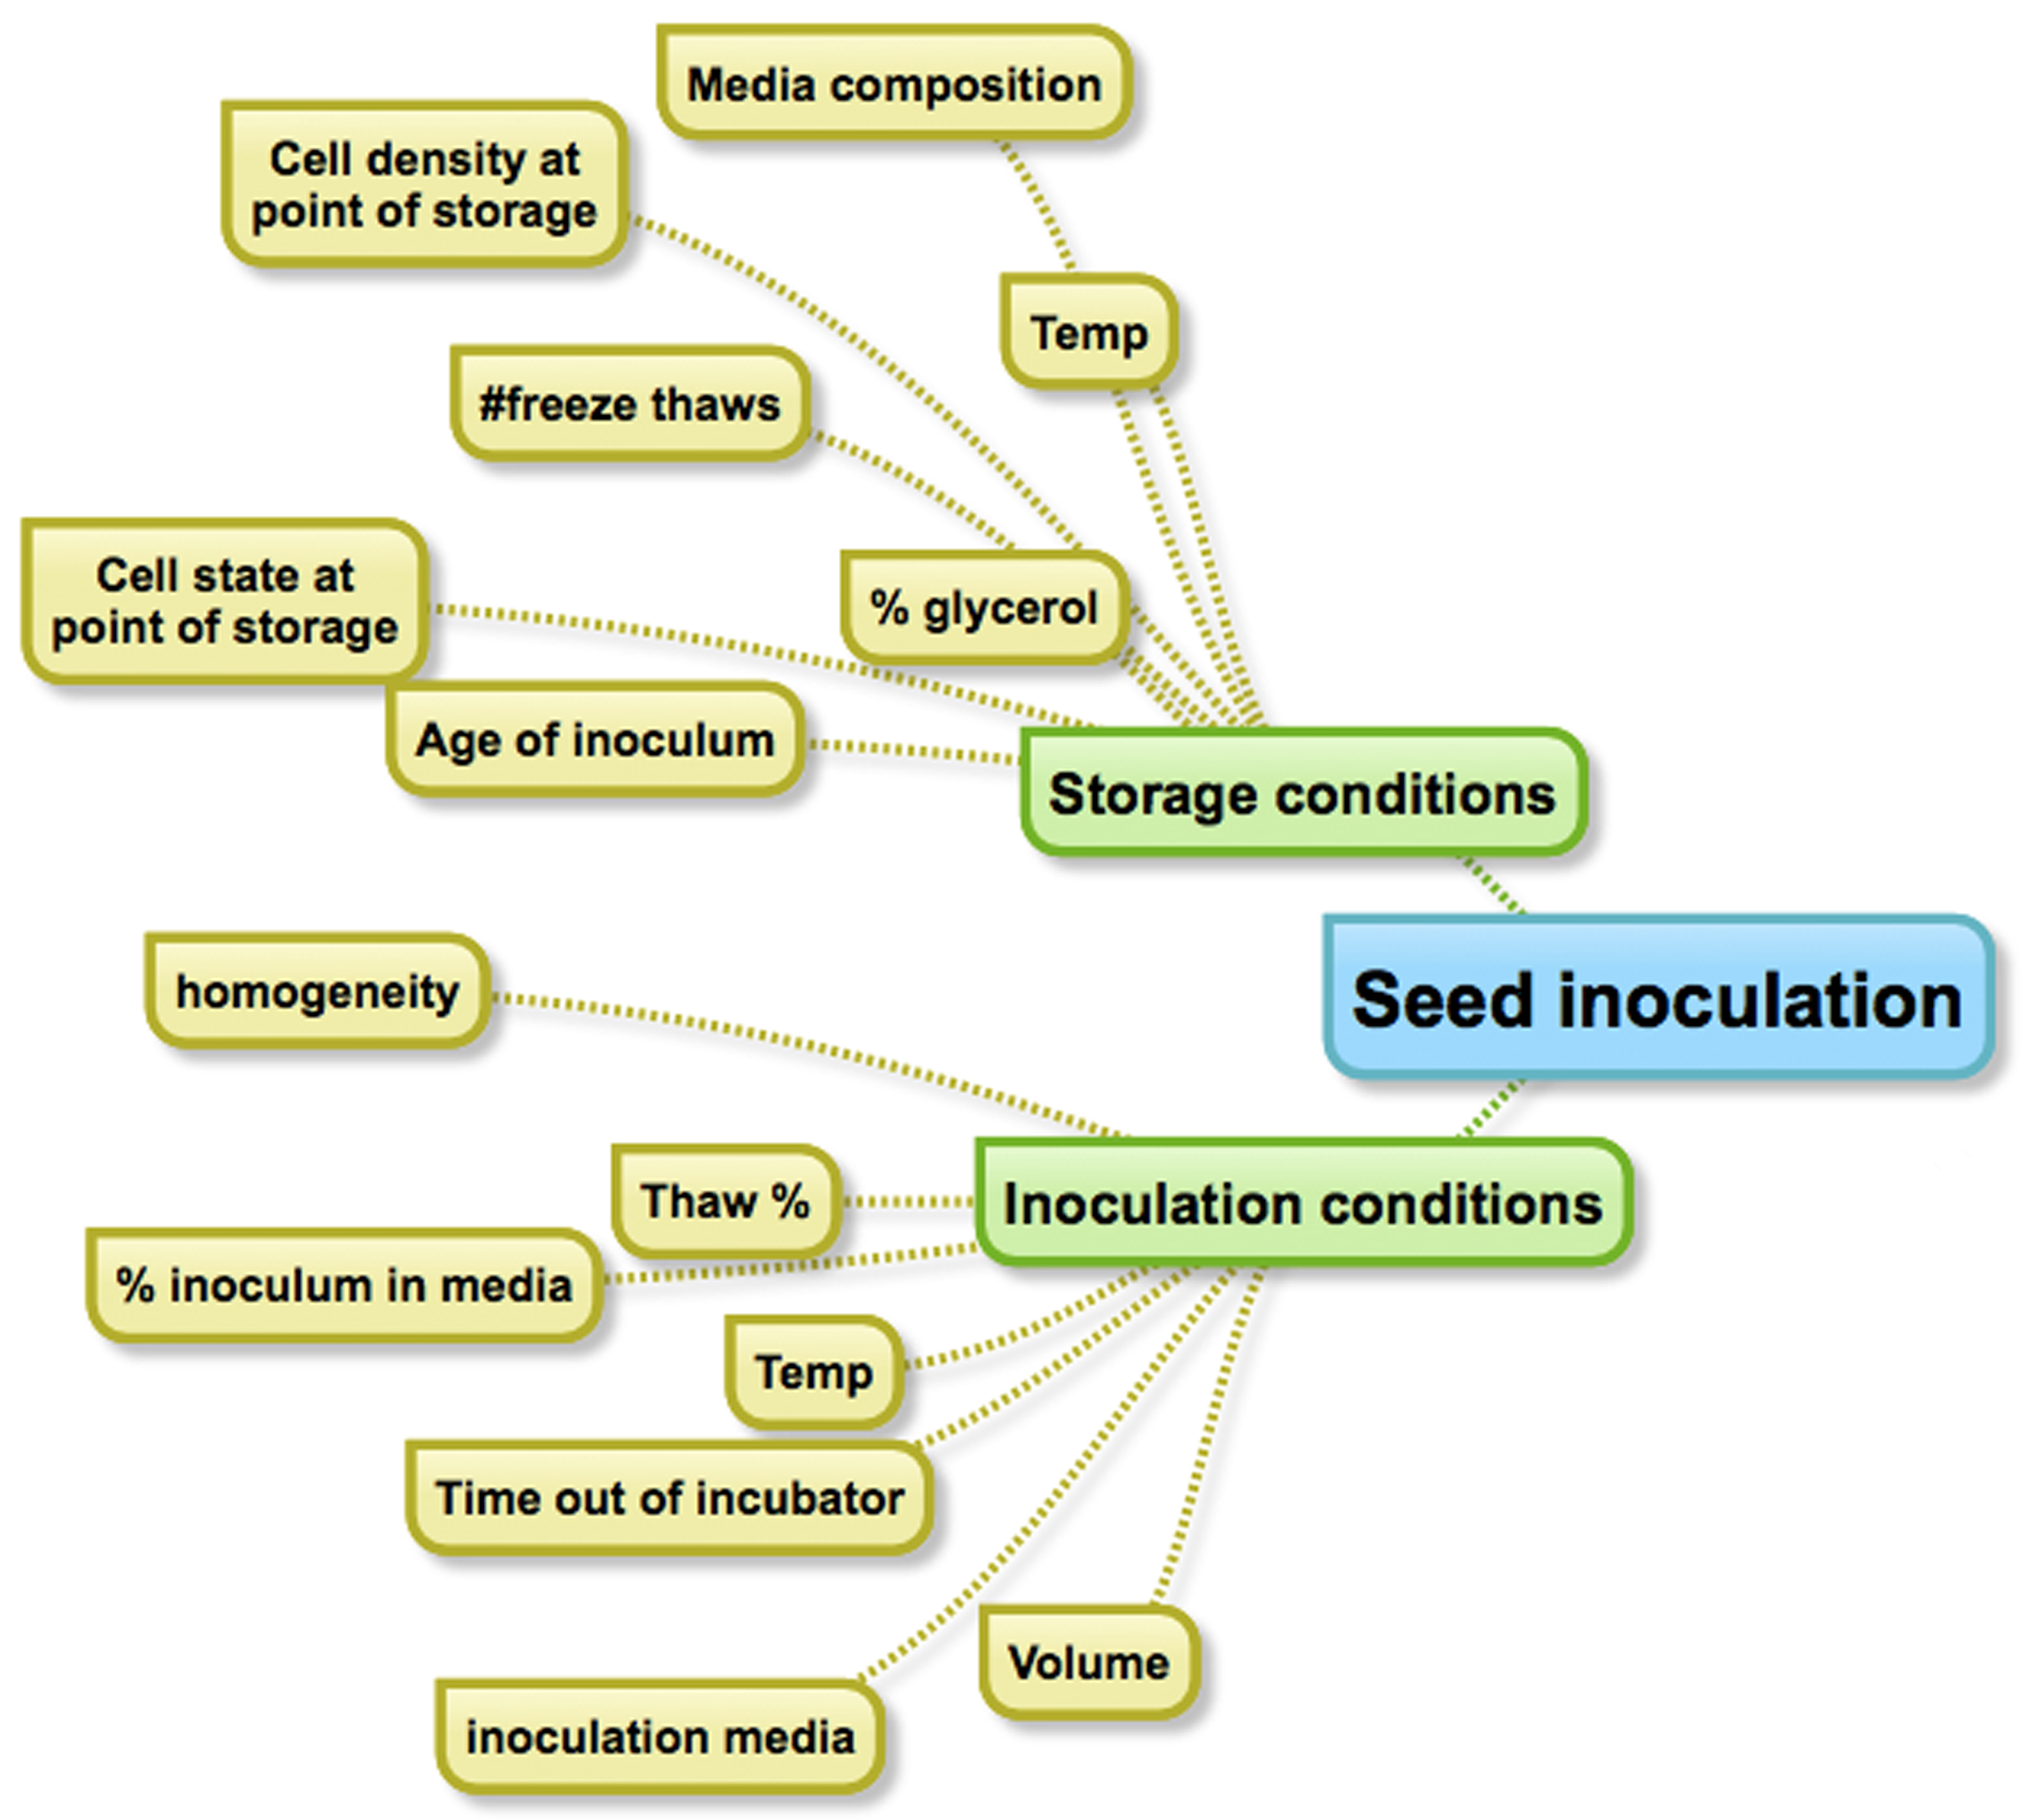 Media composition
Cell density at
point of storage
Temp
#freeze thaws
Cell state at
point of storage
% glycerol
Age of inoculum
Storage conditions
Seed inoculation
homogeneity
Inoculation conditions
Thaw %
% inoculum in media
Temp
Time out of incubator
Volume
inoculation media